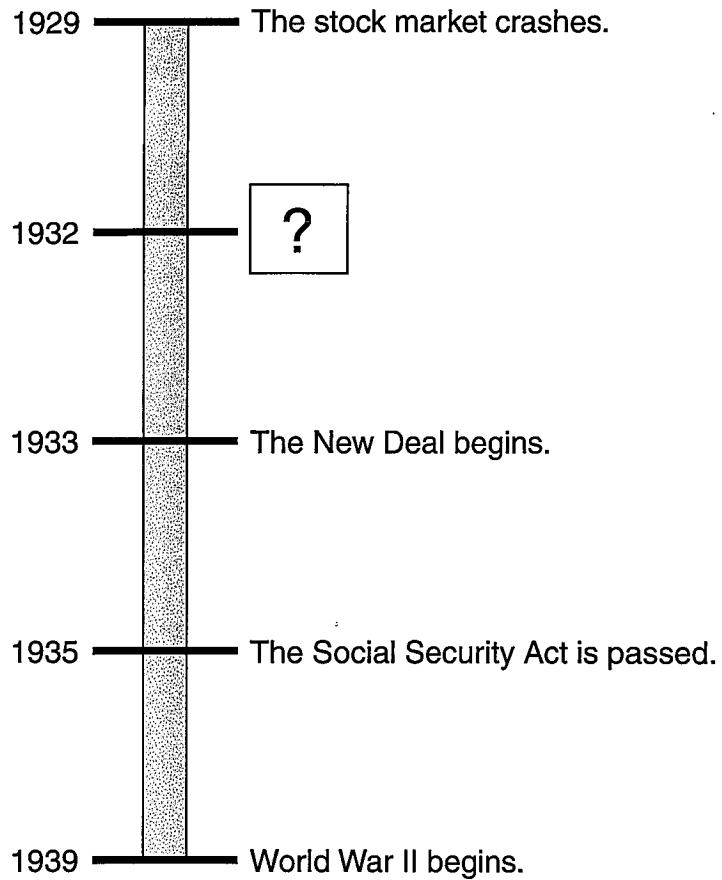 1929 The stock market crashes.
1932 ?
1933 The New Deal begins.
1935 The Social Security Act is passed.
1939 World War II begins.